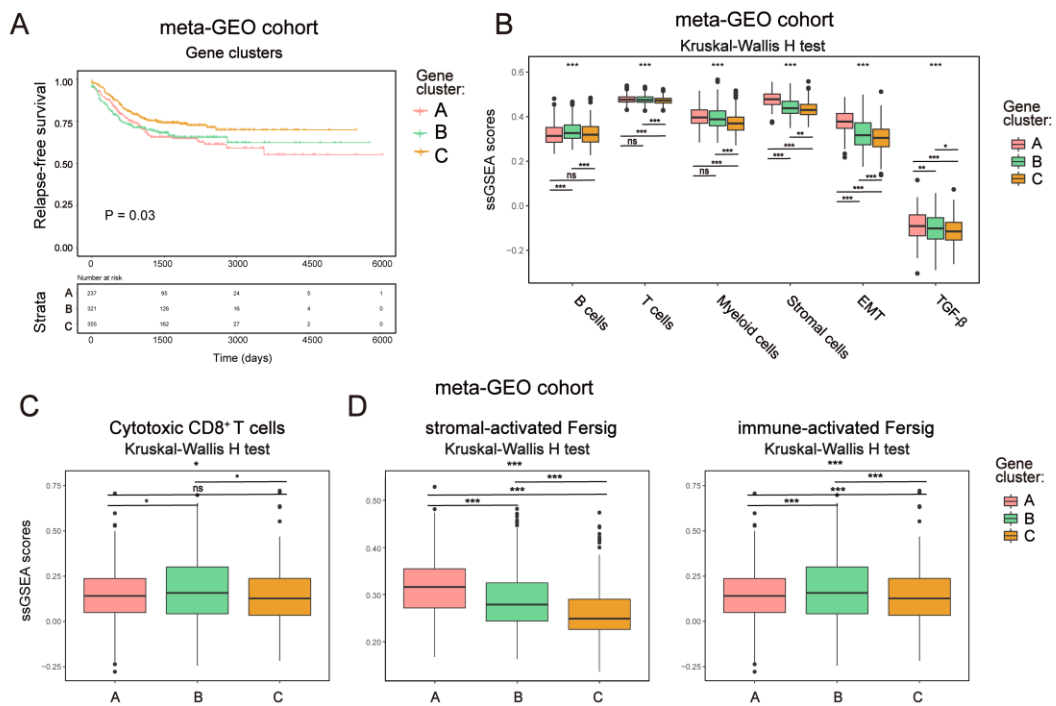 A
meta-GEO cohort
Gene clusters
Relapse-free survival
1.00
0.75
0.50
0.25
0.00
P = 0.03
0
1500
3000
4500
6000
Gene
cluster:
A
B
C
Number at risk
Strata
A 237 95 24 5 1
B 321 126 16 4 0
C 355 162 27 2 0
0 1500 3000 4500 6000
Time (days)
B
meta-GEO cohort
Kruskal-Wallis H test
ssGSEA scores
0.6
0.4
0.2
0.0
−0.2
*** *** *** *** *** ***
*** ns ***
*** *** ns
*** *** ***
** *** ***
*** *** ***
* *** **
B cells
T cells
Myeloid cells
Stromal cells
EMT
TGF-β
Gene
cluster:
A
B
C
meta-GEO cohort
C
Cytotoxic CD8⁺ T cells
Kruskal-Wallis H test
*
*
ns
*
ssGSEA scores
0.75
0.50
0.25
0.00
−0.25
A B C
D
stromal-activated Fersig
Kruskal-Wallis H test
***
***
***
***
0.50
0.40
0.30
0.20
A B C
immune-activated Fersig
Kruskal-Wallis H test
***
***
***
***
0.75
0.50
0.25
0.00
−0.25
A B C
Gene
cluster:
A
B
C